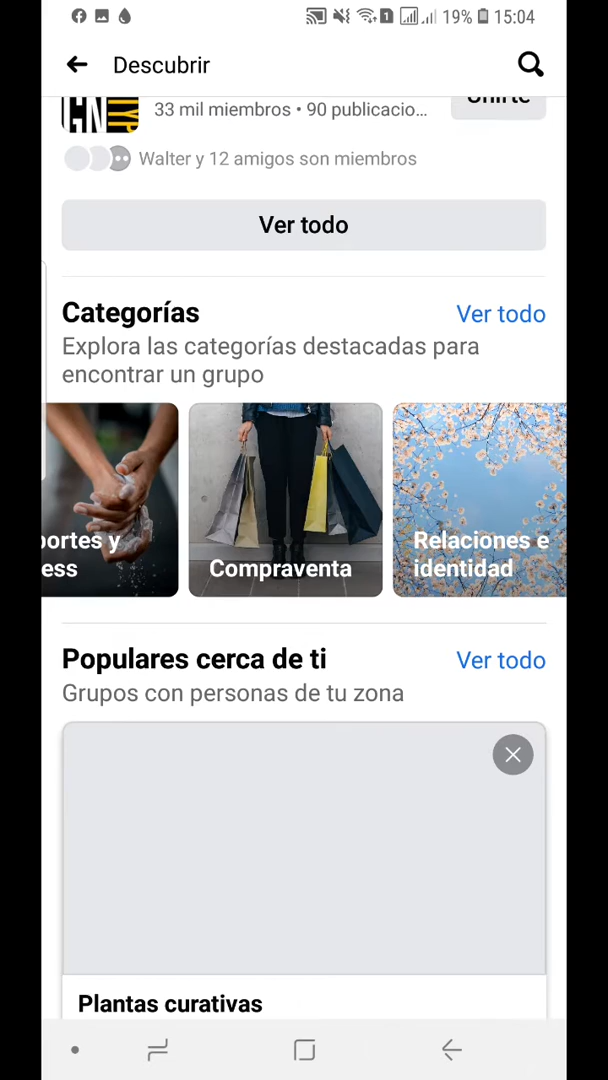 19% 15:04
Descubrir
33 mil miembros • 90 publicacio...
Unirte
Walter y 12 amigos son miembros
Ver todo
Categorías
Ver todo
Explora las categorías destacadas para
encontrar un grupo
portes y
ess
Compraventa
Relaciones e
identidad
Populares cerca de ti
Ver todo
Grupos con personas de tu zona
Plantas curativas